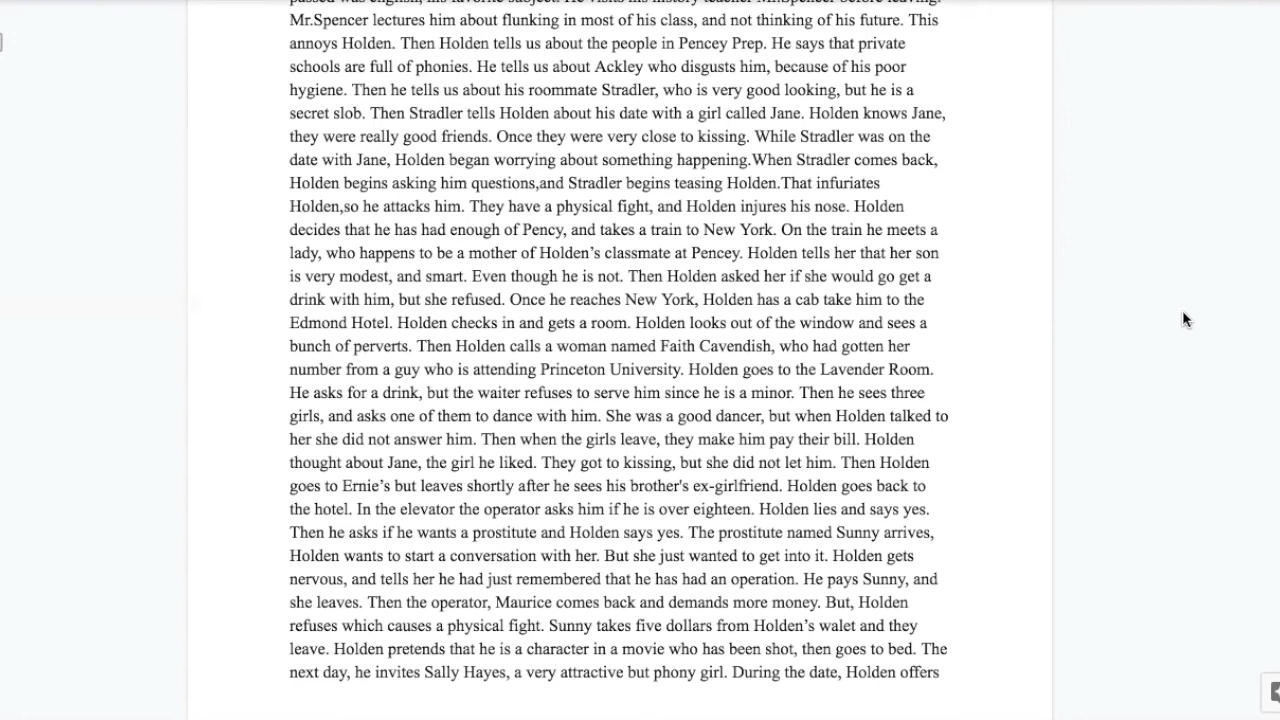 passed was english, his favorite subject. He visits his history teacher Mr.Spencer before leaving.
Mr.Spencer lectures him about flunking in most of his class, and not thinking of his future. This
annoys Holden. Then Holden tells us about the people in Pencey Prep. He says that private
schools are full of phonies. He tells us about Ackley who disgusts him, because of his poor
hygiene. Then he tells us about his roommate Stradler, who is very good looking, but he is a
secret slob. Then Stradler tells Holden about his date with a girl called Jane. Holden knows Jane,
they were really good friends. Once they were very close to kissing. While Stradler was on the
date with Jane, Holden began worrying about something happening.When Stradler comes back,
Holden begins asking him questions,and Stradler begins teasing Holden.That infuriates
Holden,so he attacks him. They have a physical fight, and Holden injures his nose. Holden
decides that he has had enough of Pency, and takes a train to New York. On the train he meets a
lady, who happens to be a mother of Holden’s classmate at Pencey. Holden tells her that her son
is very modest, and smart. Even though he is not. Then Holden asked her if she would go get a
drink with him, but she refused. Once he reaches New York, Holden has a cab take him to the
Edmond Hotel. Holden checks in and gets a room. Holden looks out of the window and sees a
bunch of perverts. Then Holden calls a woman named Faith Cavendish, who had gotten her
number from a guy who is attending Princeton University. Holden goes to the Lavender Room.
He asks for a drink, but the waiter refuses to serve him since he is a minor. Then he sees three
girls, and asks one of them to dance with him. She was a good dancer, but when Holden talked to
her she did not answer him. Then when the girls leave, they make him pay their bill. Holden
thought about Jane, the girl he liked. They got to kissing, but she did not let him. Then Holden
goes to Ernie’s but leaves shortly after he sees his brother's ex-girlfriend. Holden goes back to
the hotel. In the elevator the operator asks him if he is over eighteen. Holden lies and says yes.
Then he asks if he wants a prostitute and Holden says yes. The prostitute named Sunny arrives,
Holden wants to start a conversation with her. But she just wanted to get into it. Holden gets
nervous, and tells her he had just remembered that he has had an operation. He pays Sunny, and
she leaves. Then the operator, Maurice comes back and demands more money. But, Holden
refuses which causes a physical fight. Sunny takes five dollars from Holden’s walet and they
leave. Holden pretends that he is a character in a movie who has been shot, then goes to bed. The
next day, he invites Sally Hayes, a very attractive but phony girl. During the date, Holden offers